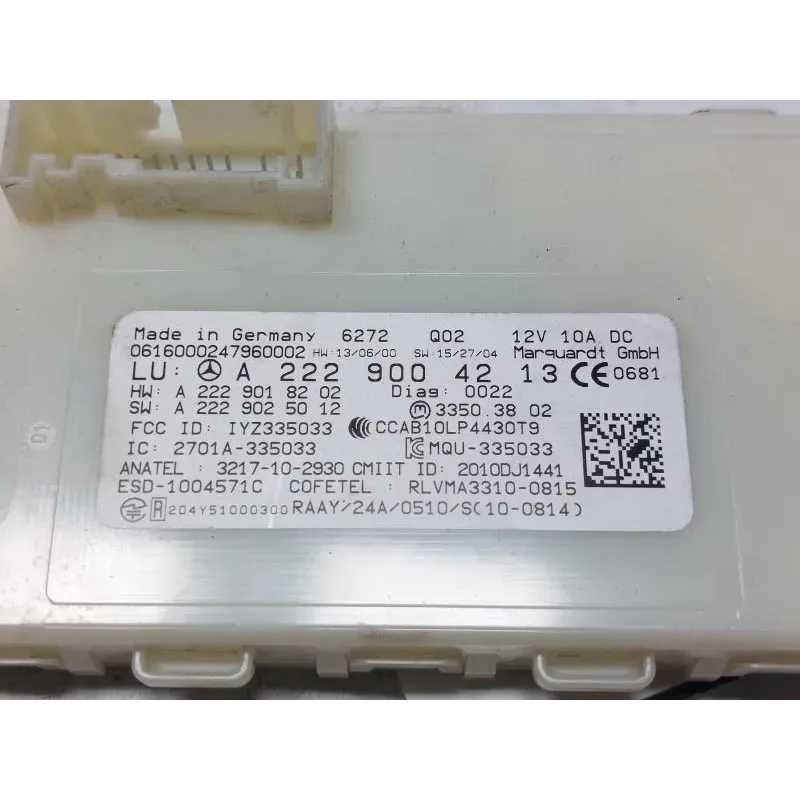 Made in Germany 6272 Q02 12V 10A DC
0616000247960002 HW:13/06/00 SW:15/27/04 Marquardt GmbH
LU: A 222 900 42 13 CE 0681
HW: A 222 901 82 02 Diag: 0022
SW: A 222 902 50 12 M 3350.38 02
FCC ID: IYZ335033 CCAB10LP4430T9
IC: 2701A-335033 MQU-335033
ANATEL: 3217-10-2930 CMIIT ID: 2010DJ1441
ESD-1004571C COFETEL: RLVMA3310-0815
R 204Y51000300 RAAY/24A/0510/S(10-0814)